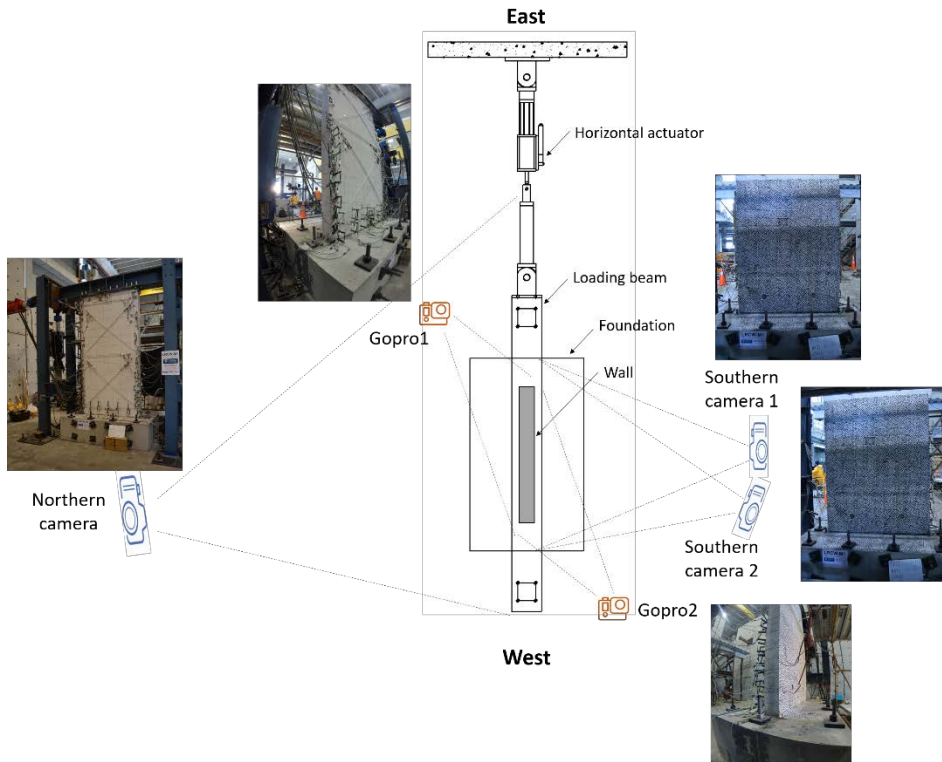 East
Horizontal actuator
Loading beam
Gopro1
Foundation
Wall
Southern
camera 1
Northern
camera
Southern
camera 2
Gopro2
West